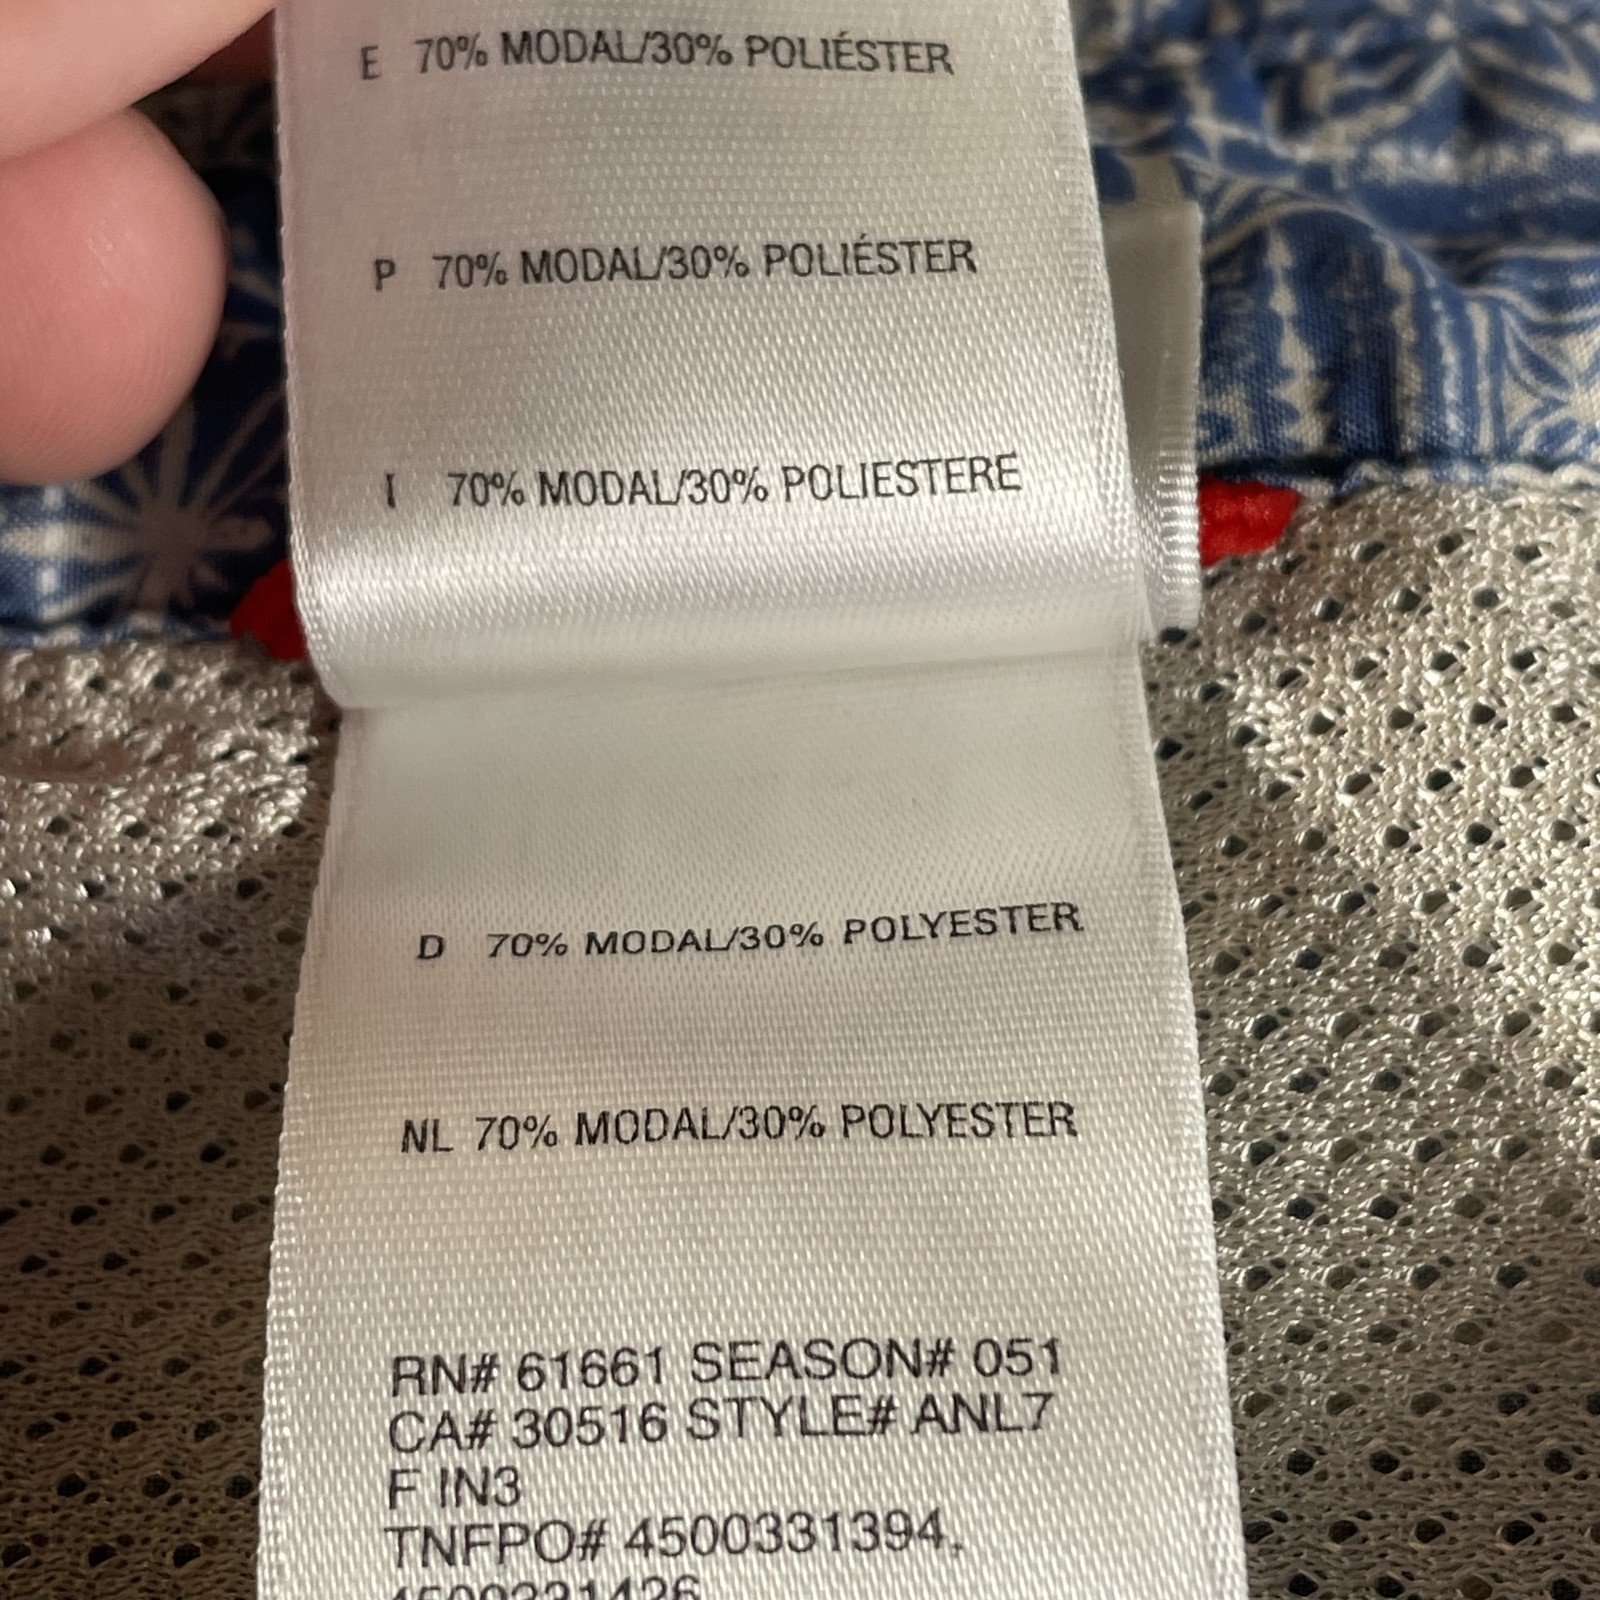 E 70% MODAL/30% POLIÉSTER
P 70% MODAL/30% POLIÉSTER
I 70% MODAL/30% POLIESTERE
D 70% MODAL/30% POLYESTER
NL 70% MODAL/30% POLYESTER
RN# 61661 SEASON# 051
CA# 30516 STYLE# ANL7
F IN3
TNFPO# 4500331394,
4500331426